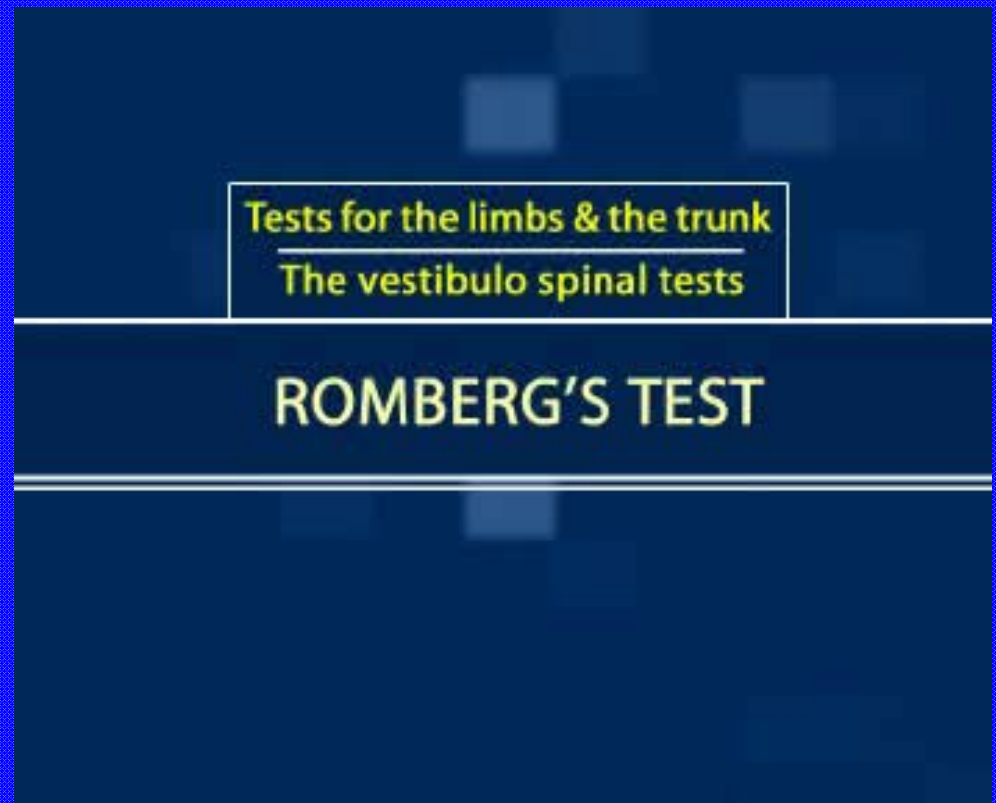 Tests for the limbs & the trunk
The vestibulo spinal tests
ROMBERG'S TEST